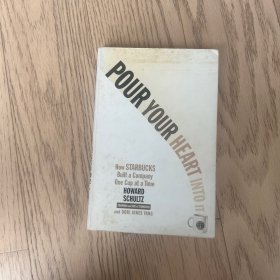 POUR YOUR HEART INTO IT
How STARBUCKS
Built a Company
One Cup at a Time
HOWARD
SCHULTZ
and DORI JONES YANG